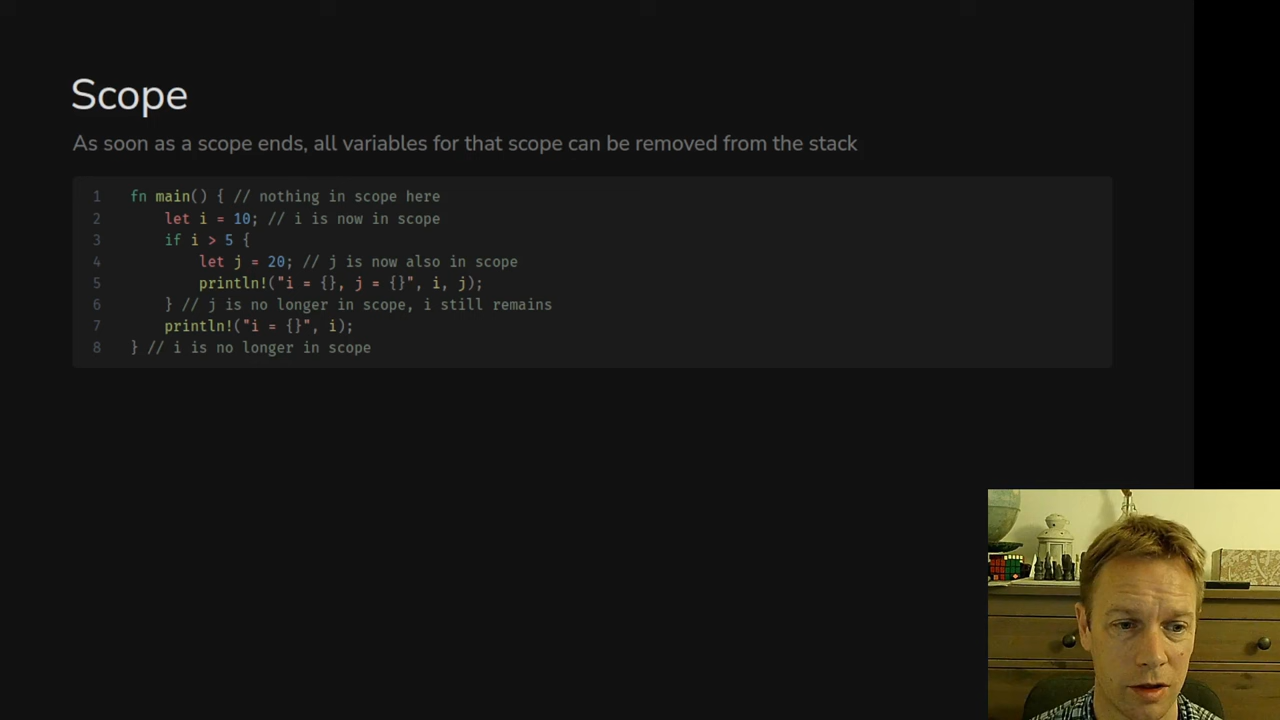 Scope
As soon as a scope ends, all variables for that scope can be removed from the stack
1 fn main() { // nothing in scope here
2 let i = 10; // i is now in scope
3 if i > 5 {
4 let j = 20; // j is now also in scope
5 println!("i = {}, j = {}", i, j);
6 } // j is no longer in scope, i still remains
7 println!("i = {}", i);
8 } // i is no longer in scope